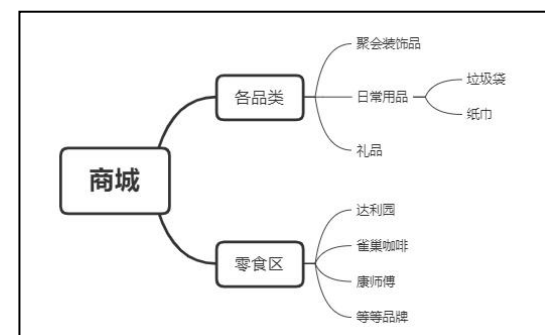 商城
各品类
聚会装饰品
日常用品
垃圾袋
纸巾
礼品
零食区
达利园
雀巢咖啡
康师傅
等等品牌